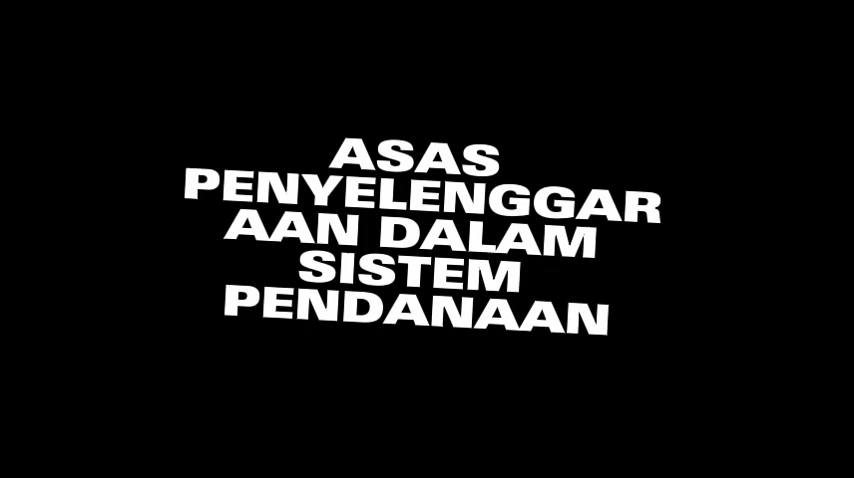 ASAS
PENYELENGGAR
AAN DALAM
SISTEM
PENDANAAN